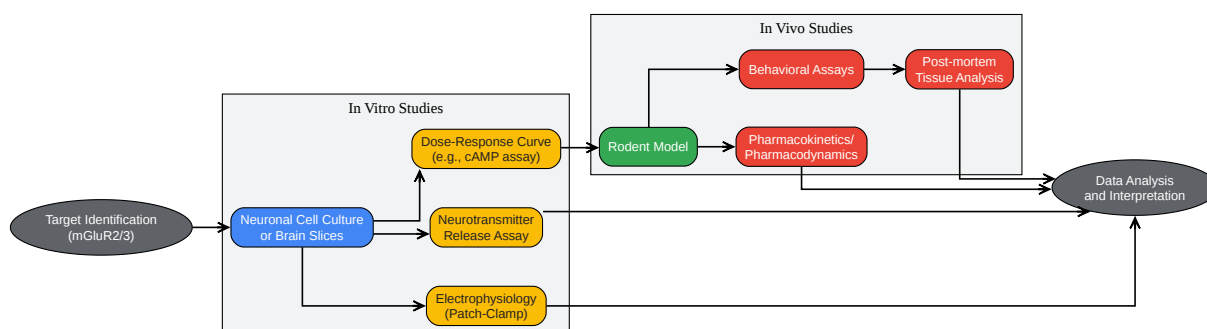 In Vivo Studies
Behavioral Assays
Post-mortem
Tissue Analysis
In Vitro Studies
Dose-Response Curve
(e.g., cAMP assay)
Rodent Model
Pharmacokinetics/
Pharmacodynamics
Data Analysis
and Interpretation
Target Identification
(mGluR2/3)
Neuronal Cell Culture
or Brain Slices
Neurotransmitter
Release Assay
Electrophysiology
(Patch-Clamp)